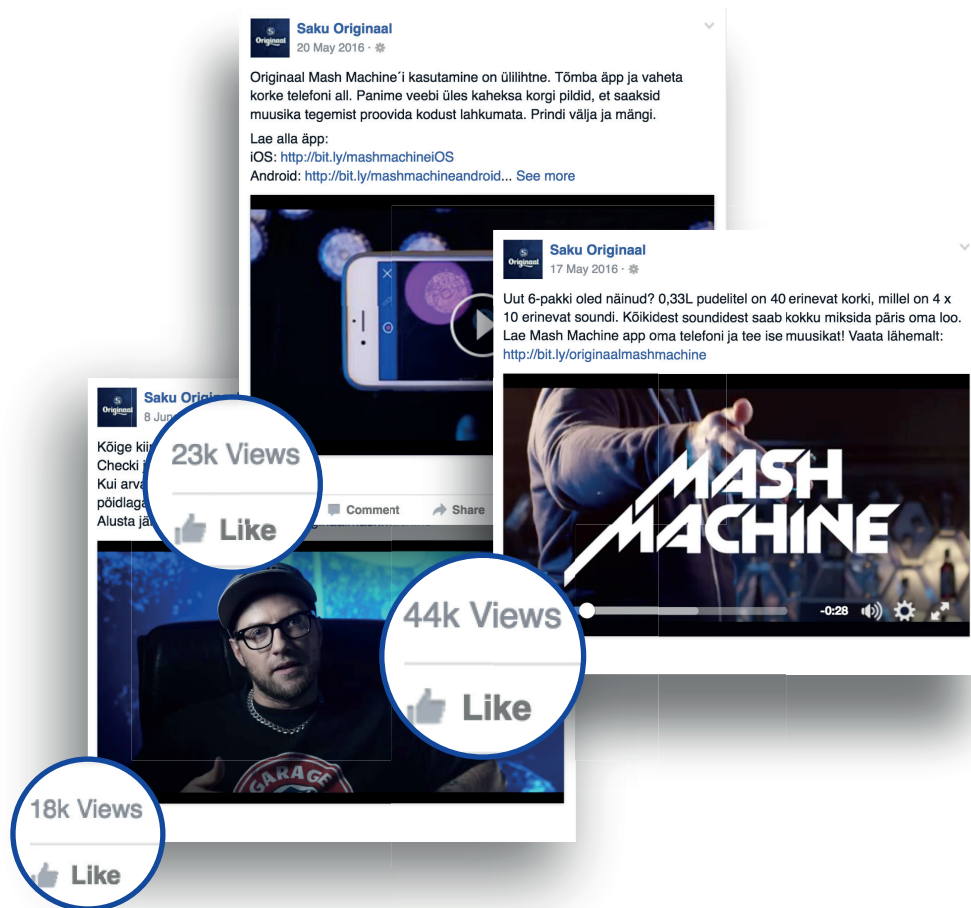 Saku Originaal
20 May 2016
S
Originaal
Originaal Mash Machine´i kasutamine on ülilihtne. Tõmba äpp ja vaheta
korke telefoni all. Panime veebi üles kaheksa korgi pildid, et saaksid
muusika tegemist proovida kodust lahkumata. Prindi välja ja mängi.
Lae alla äpp:
iOS: http://bit.ly/mashmachineiOS
Android: http://bit.ly/mashmachineandroid... See more
Comment
Share
S
Originaal
Saku Originaal
17 May 2016
Uut 6-pakki oled näinud? 0,33L pudelitel on 40 erinevat korki, millel on 4 x
10 erinevat soundi. Kõikidest soundidest saab kokku miksida päris oma loo.
Lae Mash Machine app oma telefoni ja tee ise muusikat! Vaata lähemalt:
http://bit.ly/originaalmashmachine
MASH
MACHINE
-0:28
S
Originaal
Saku
8
Kõige
Checki
Kui
Alusta
23k Views
Like
GARAGE
44k Views
Like
18k Views
Like